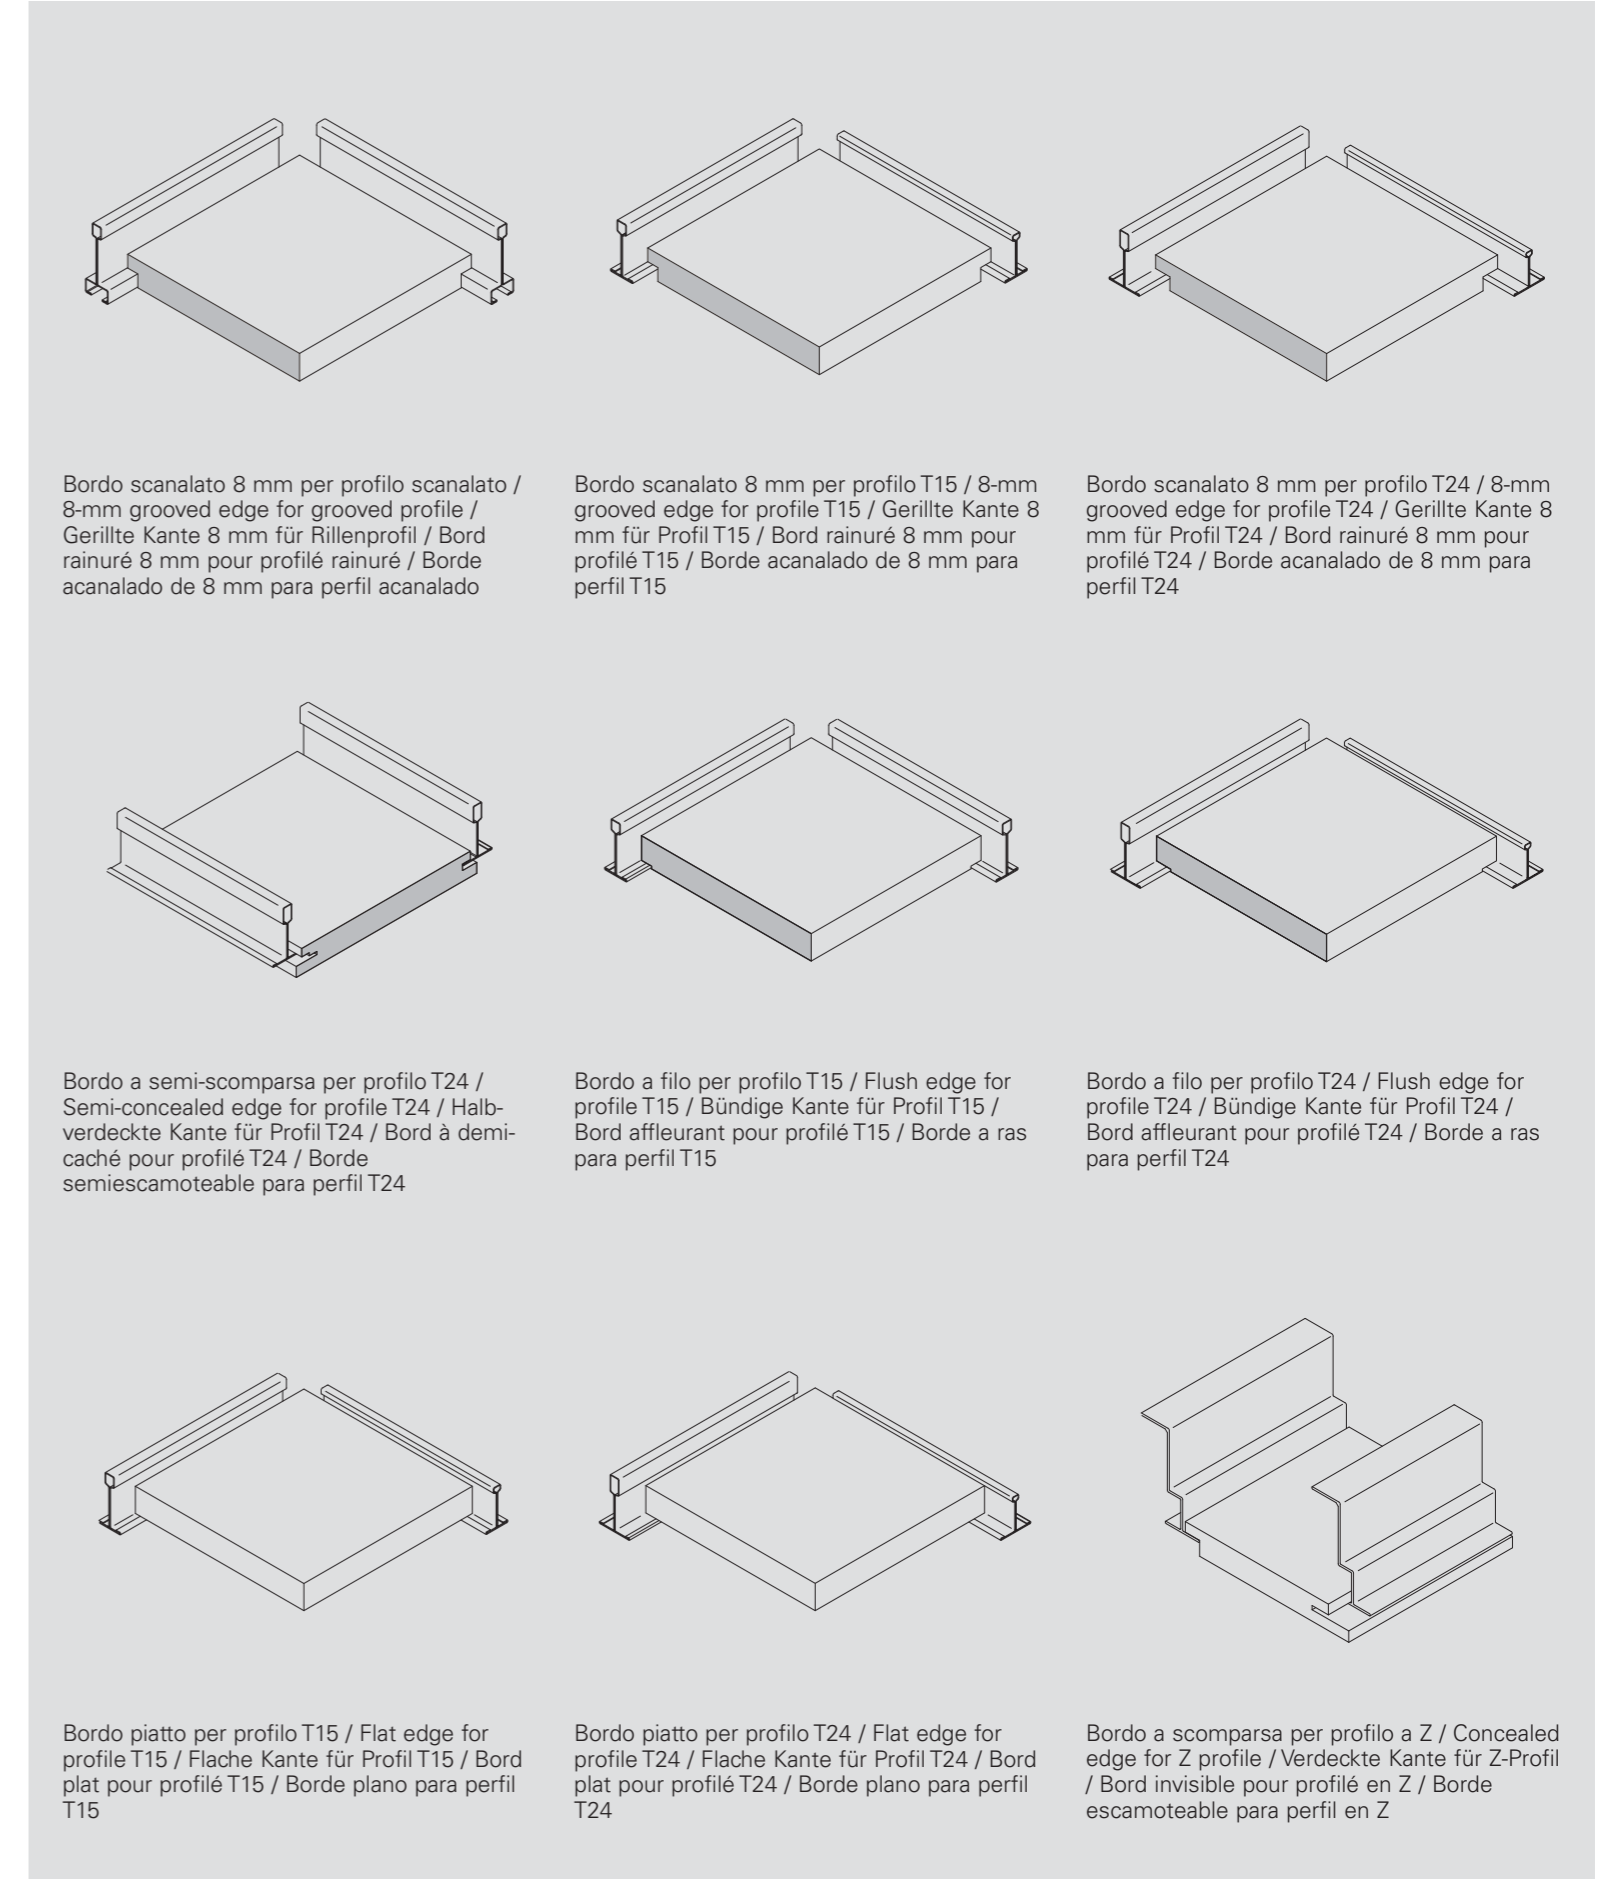 Bordo scanalato 8 mm per profilo scanalato /
8-mm grooved edge for grooved profile /
Gerillte Kante 8 mm für Rillenprofil / Bord
rainuré 8 mm pour profilé rainuré / Borde
acanalado de 8 mm para perfil acanalado
Bordo scanalato 8 mm per profilo T15 / 8-mm
grooved edge for profile T15 / Gerillte Kante 8
mm für Profil T15 / Bord rainuré 8 mm pour
profilé T15 / Borde acanalado de 8 mm para
perfil T15
Bordo scanalato 8 mm per profilo T24 / 8-mm
grooved edge for profile T24 / Gerillte Kante 8
mm für Profil T24 / Bord rainuré 8 mm pour
profilé T24 / Borde acanalado de 8 mm para
perfil T24
Bordo a semi-scomparsa per profilo T24 /
Semi-concealed edge for profile T24 / Halb-
verdeckte Kante für Profil T24 / Bord à demi-
caché pour profilé T24 / Borde
semiescamoteable para perfil T24
Bordo a filo per profilo T15 / Flush edge for
profile T15 / Bündige Kante für Profil T15 /
Bord affleurant pour profilé T15 / Borde a ras
para perfil T15
Bordo a filo per profilo T24 / Flush edge for
profile T24 / Bündige Kante für Profil T24 /
Bord affleurant pour profilé T24 / Borde a ras
para perfil T24
Bordo piatto per profilo T15 / Flat edge for
profile T15 / Flache Kante für Profil T15 / Bord
plat pour profilé T15 / Borde plano para perfil
T15
Bordo piatto per profilo T24 / Flat edge for
profile T24 / Flache Kante für Profil T24 / Bord
plat pour profilé T24 / Borde plano para perfil
T24
Bordo a scomparsa per profilo a Z / Concealed
edge for Z profile / Verdeckte Kante für Z-Profil
/ Bord invisible pour profilé en Z / Borde
escamoteable para perfil en Z